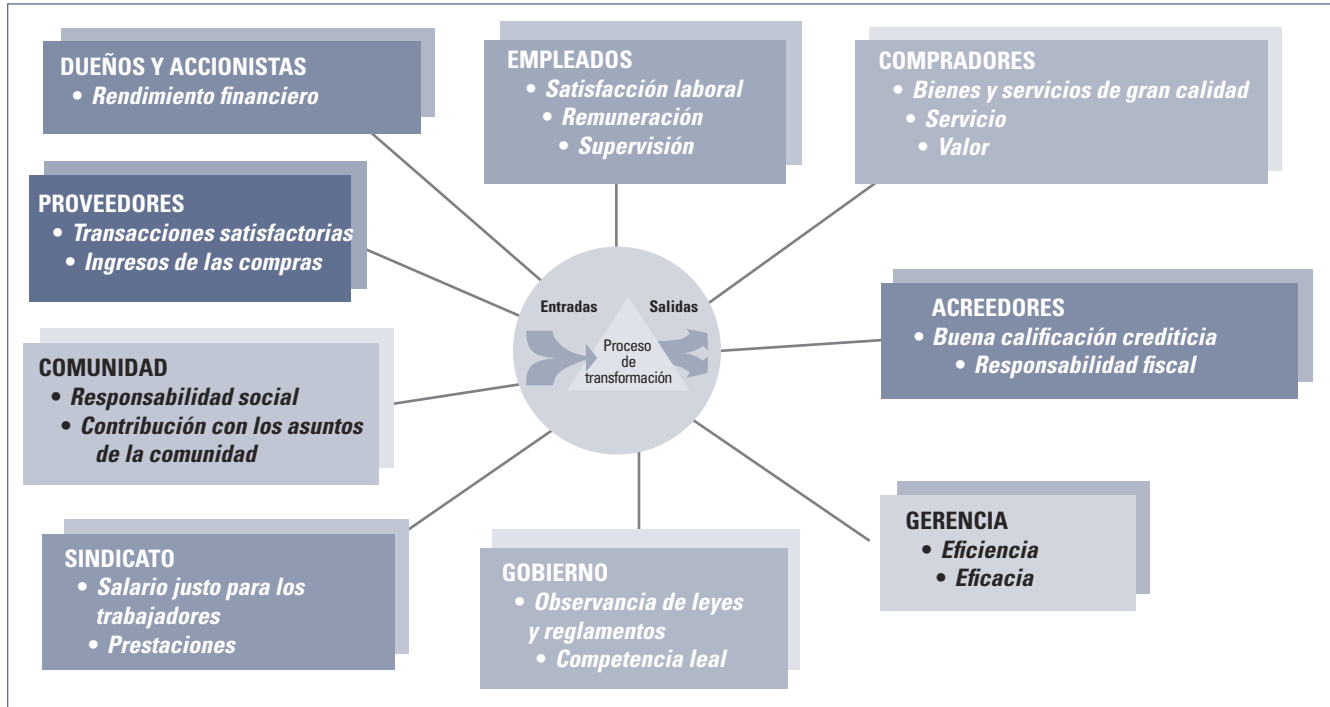 DUEÑOS Y ACCIONISTAS
• Rendimiento financiero
EMPLEADOS
• Satisfacción laboral
• Remuneración
• Supervisión
COMPRADORES
• Bienes y servicios de gran calidad
• Servicio
• Valor
PROVEEDORES
• Transacciones satisfactorias
• Ingresos de las compras
Entradas
Salidas
Proceso
de
transformación
ACREEDORES
• Buena calificación crediticia
• Responsabilidad fiscal
COMUNIDAD
• Responsabilidad social
• Contribución con los asuntos
de la comunidad
SINDICATO
• Salario justo para los
trabajadores
• Prestaciones
GOBIERNO
• Observancia de leyes
y reglamentos
• Competencia leal
GERENCIA
• Eficiencia
• Eficacia